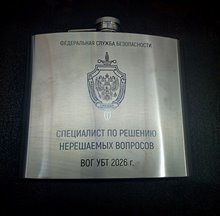 ФЕДЕРАЛЬНАЯ СЛУЖБА БЕЗОПАСНОСТИ
СПЕЦИАЛИСТ ПО РЕШЕНИЮ
НЕРЕШАЕМЫХ ВОПРОСОВ
ВОГ УБТ 2026 г.